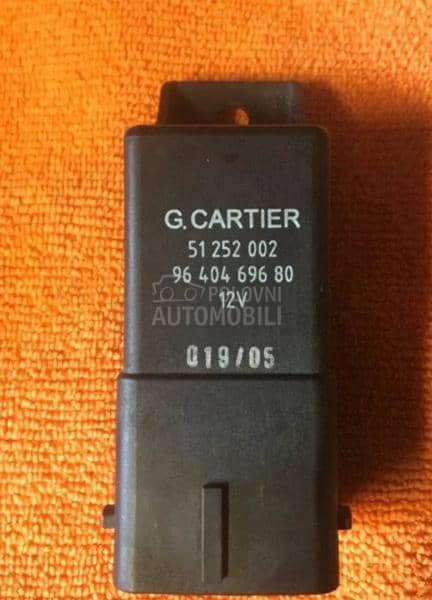 G.CARTIER
51 252 002
96 404 696 80
12V
POLOVNI
AUTOMOBILI
019/05